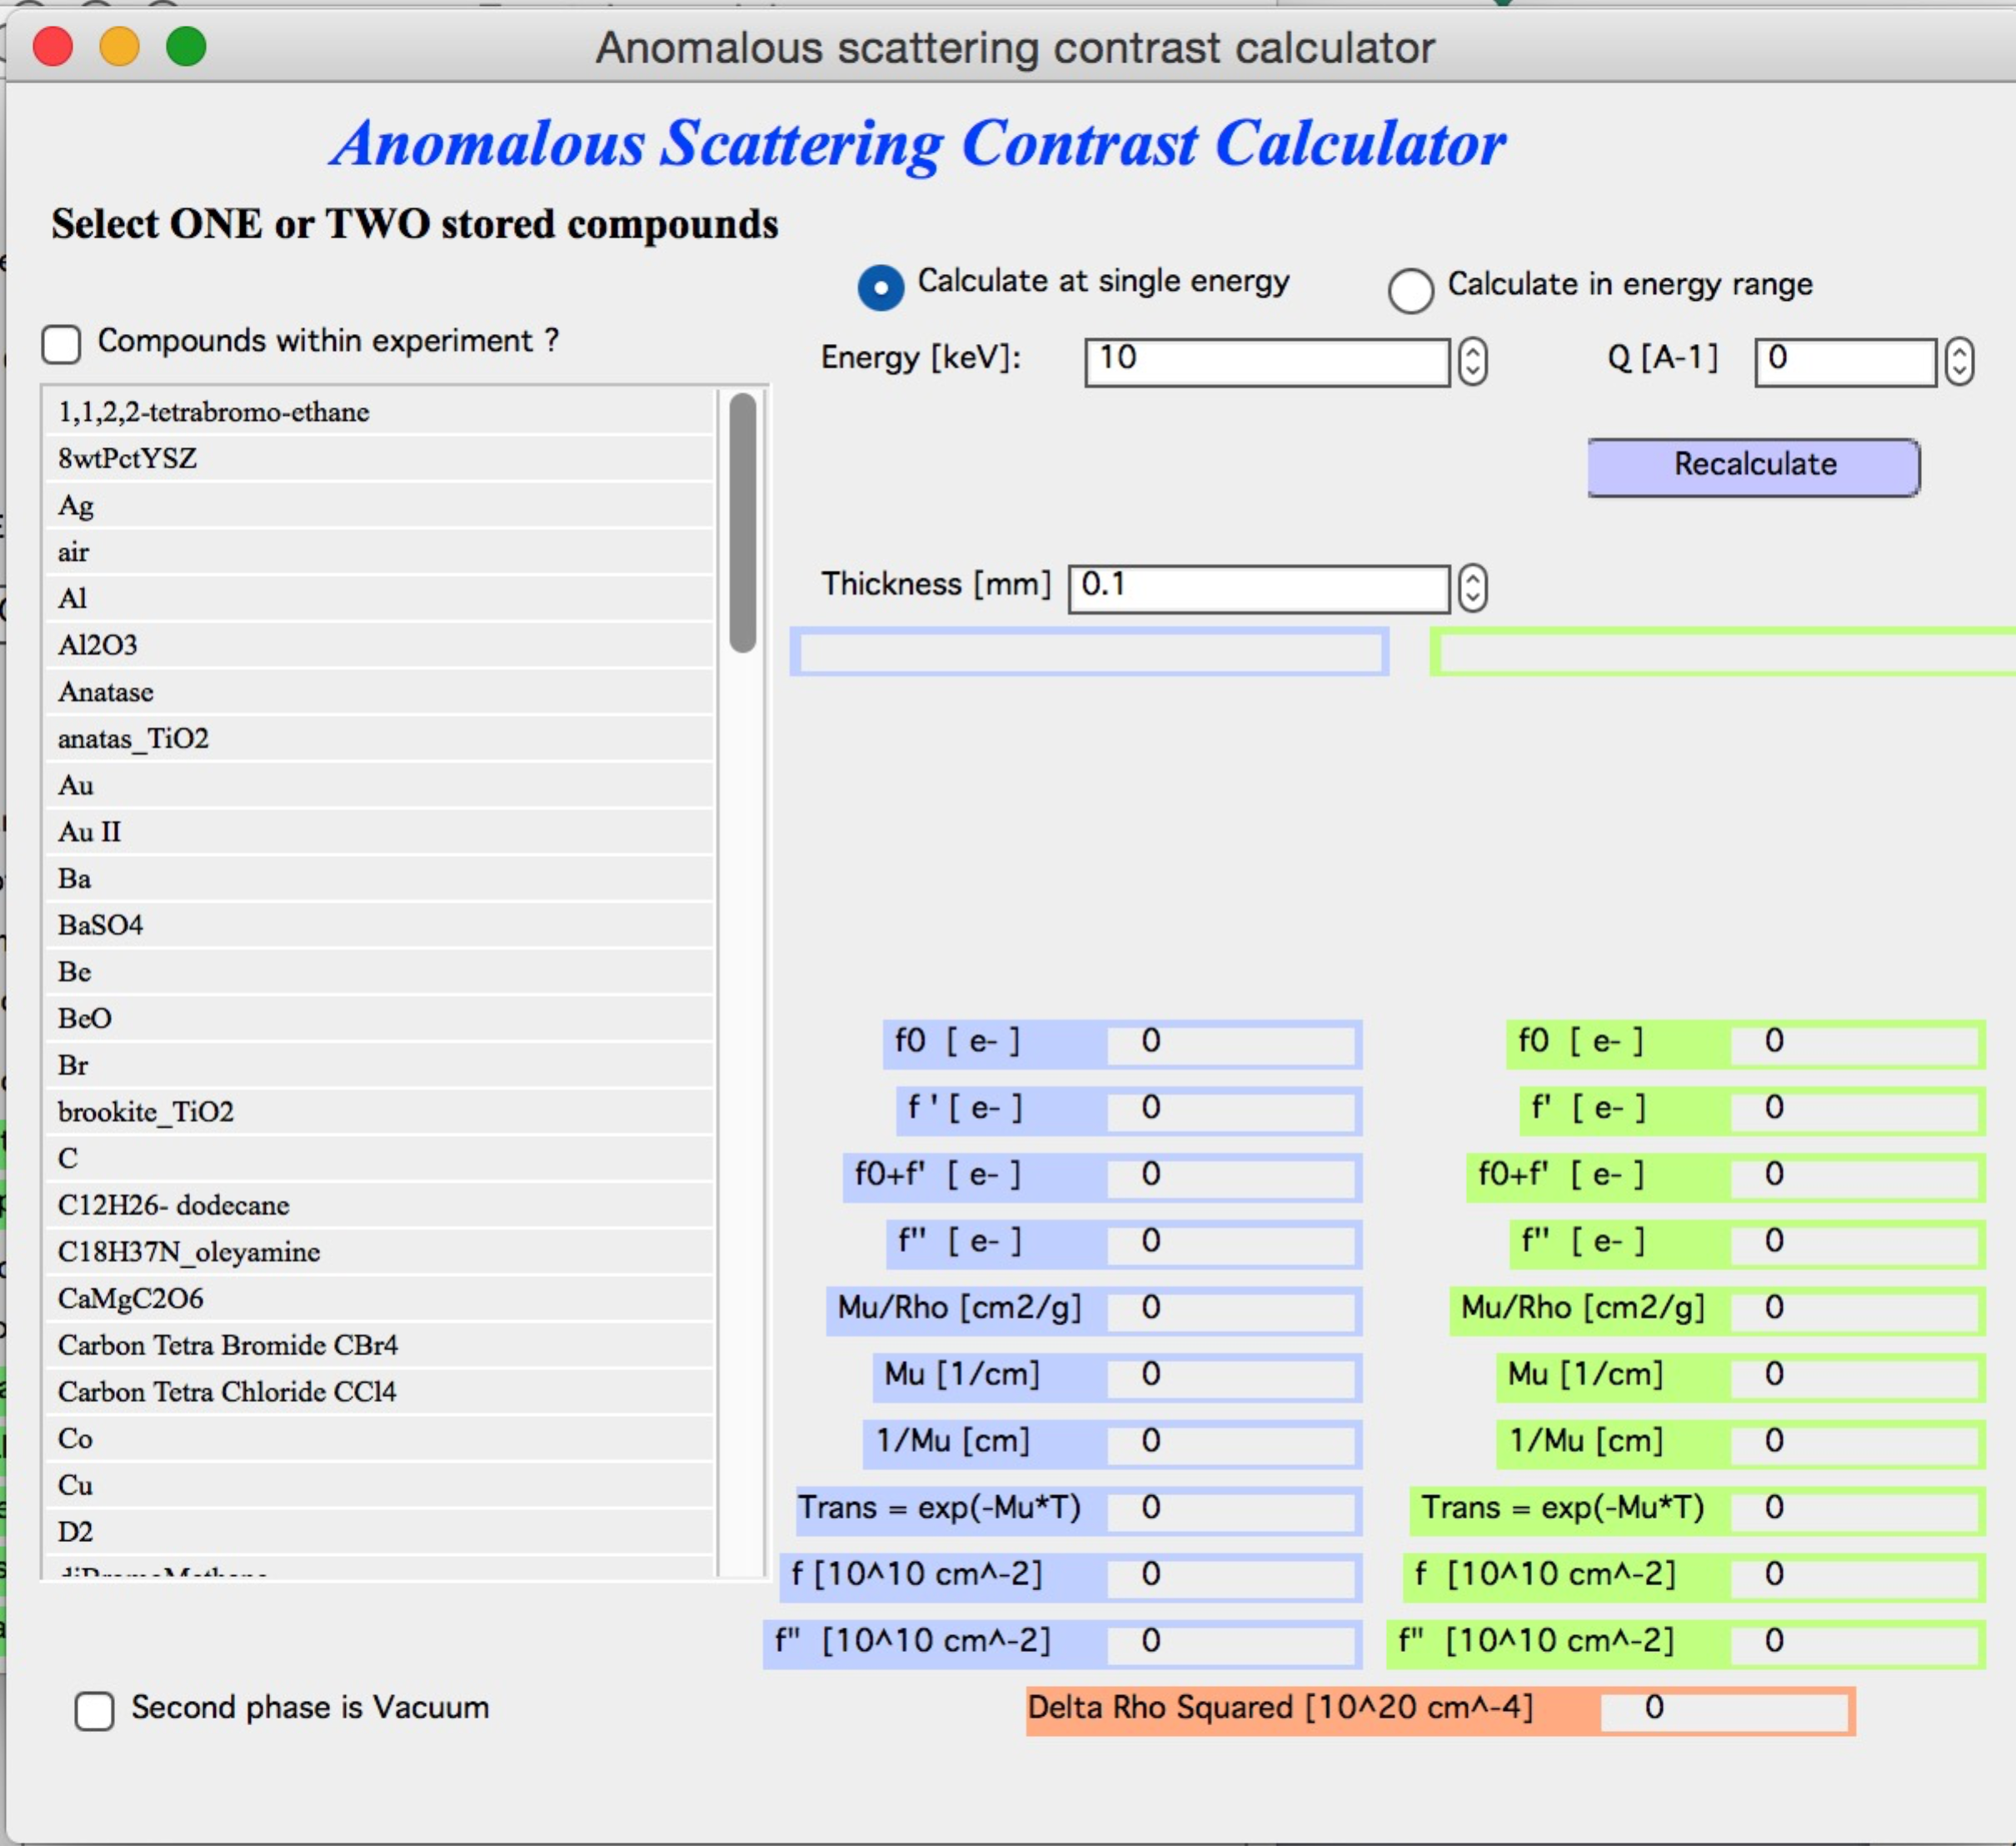 Anomalous scattering contrast calculator
Anomalous Scattering Contrast Calculator
Select ONE or TWO stored compounds
Calculate at single energy
Calculate in energy range
Compounds within experiment ?
Energy [keV]: 10
Q [A-1] 0
Recalculate
Thickness [mm] 0.1
1,1,2,2-tetrabromo-ethane
8wtPctYSZ
Ag
air
Al
Al2O3
Anatase
anatas_TiO2
Au
Au II
Ba
BaSO4
Be
BeO
Br
brookite_TiO2
C
C12H26- dodecane
C18H37N_oleyamine
CaMgC2O6
Carbon Tetra Bromide CBr4
Carbon Tetra Chloride CCl4
Co
Cu
D2
f0 [ e- ] 0
f ' [ e- ] 0
f0+f' [ e- ] 0
f'' [ e- ] 0
Mu/Rho [cm2/g] 0
Mu [1/cm] 0
1/Mu [cm] 0
Trans = exp(-Mu*T) 0
f [10^10 cm^-2] 0
f" [10^10 cm^-2] 0
f0 [ e- ] 0
f' [ e- ] 0
f0+f' [ e- ] 0
f'' [ e- ] 0
Mu/Rho [cm2/g] 0
Mu [1/cm] 0
1/Mu [cm] 0
Trans = exp(-Mu*T) 0
f [10^10 cm^-2] 0
f" [10^10 cm^-2] 0
Second phase is Vacuum
Delta Rho Squared [10^20 cm^-4] 0